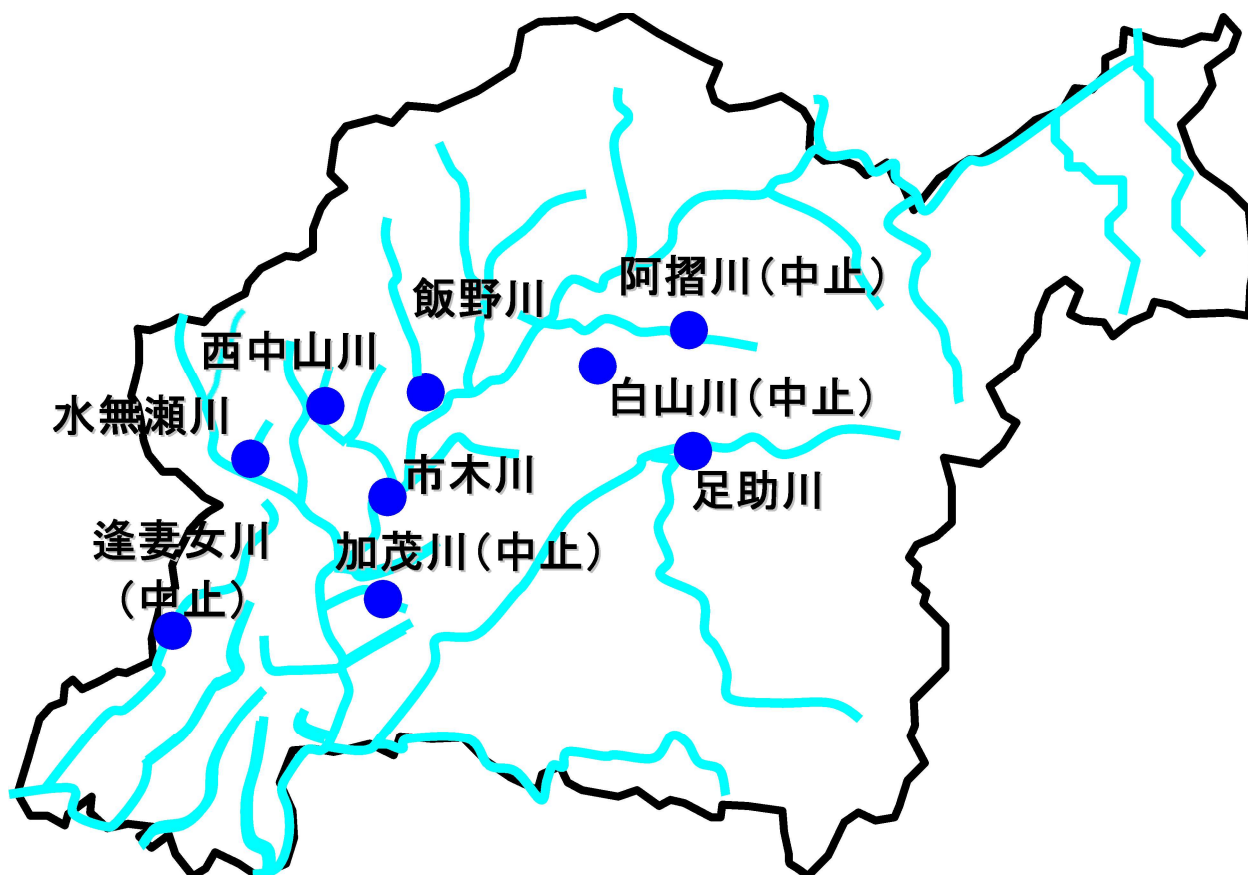 阿摺川（中止）
飯野川
西中山川
白山川（中止）
水無瀬川
市木川
足助川
逢妻女川
（中止）
加茂川（中止）